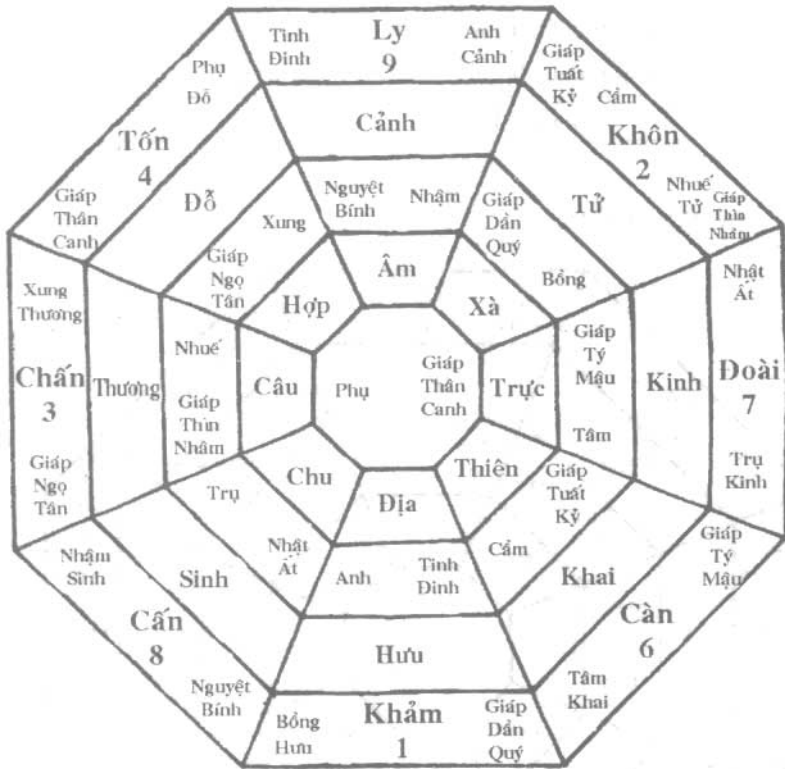 Tinh
Đinh
Ly
9
Anh
Cảnh
Giáp
Tuất
Kỷ
Cầm
Khôn
2
Nhuế
Tử
Giáp
Thìn
Nhâm
Phụ
Đỗ
Tốn
4
Giáp
Thân
Canh
Cảnh
Đỗ
Tử
Nguyệt
Bính
Nhậm
Xung
Giáp
Ngọ
Tân
Giáp
Dần
Quý
Bồng
Âm
Hợp
Xà
Xung
Thương
Chấn
3
Giáp
Ngọ
Tân
Thương
Nhuế
Giáp
Thìn
Nhâm
Câu
Phụ
Giáp
Thân
Canh
Trực
Giáp
Tý
Mậu
Tâm
Kinh
Nhật
Ất
Đoài
7
Trụ
Kinh
Chu
Địa
Thiên
Trụ
Nhật
Ất
Anh
Tinh
Đinh
Cầm
Giáp
Tuất
Kỷ
Sinh
Hưu
Khai
Nhậm
Sinh
Cấn
8
Nguyệt
Bính
Bồng
Hưu
Khảm
1
Giáp
Dần
Quý
Giáp
Tý
Mậu
Càn
6
Tâm
Khai